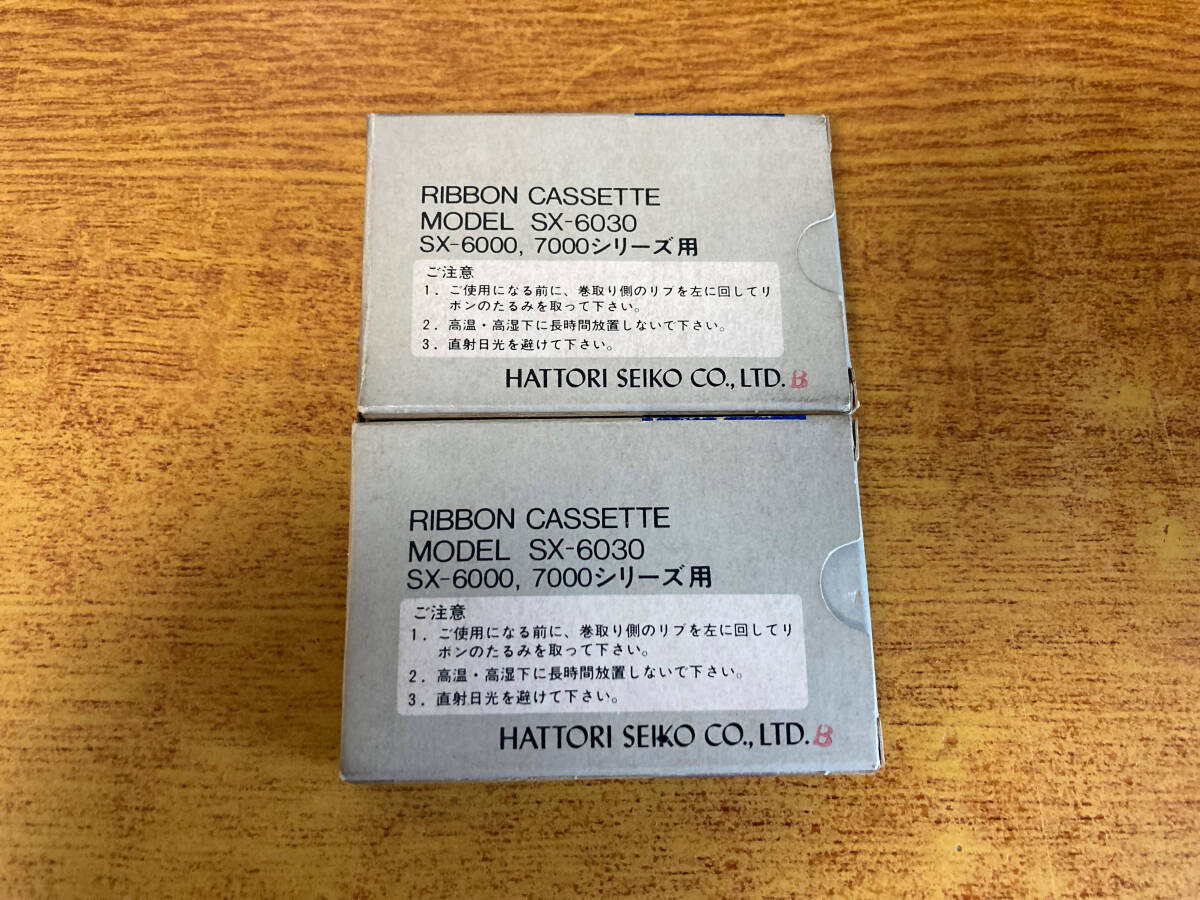 RIBBON CASSETTE
MODEL SX-6030
SX-6000, 7000シリーズ用
ご注意
1. ご使用になる前に、巻取り側のリブを左に回してリ
ボンのたるみを取って下さい。
2. 高温・高湿下に長時間放置しないで下さい。
3. 直射日光を避けて下さい。
HATTORI SEIKO CO., LTD. B
RIBBON CASSETTE
MODEL SX-6030
SX-6000, 7000シリーズ用
ご注意
1. ご使用になる前に、巻取り側のリブを左に回してリ
ボンのたるみを取って下さい。
2. 高温・高湿下に長時間放置しないで下さい。
3. 直射日光を避けて下さい。
HATTORI SEIKO CO., LTD. B